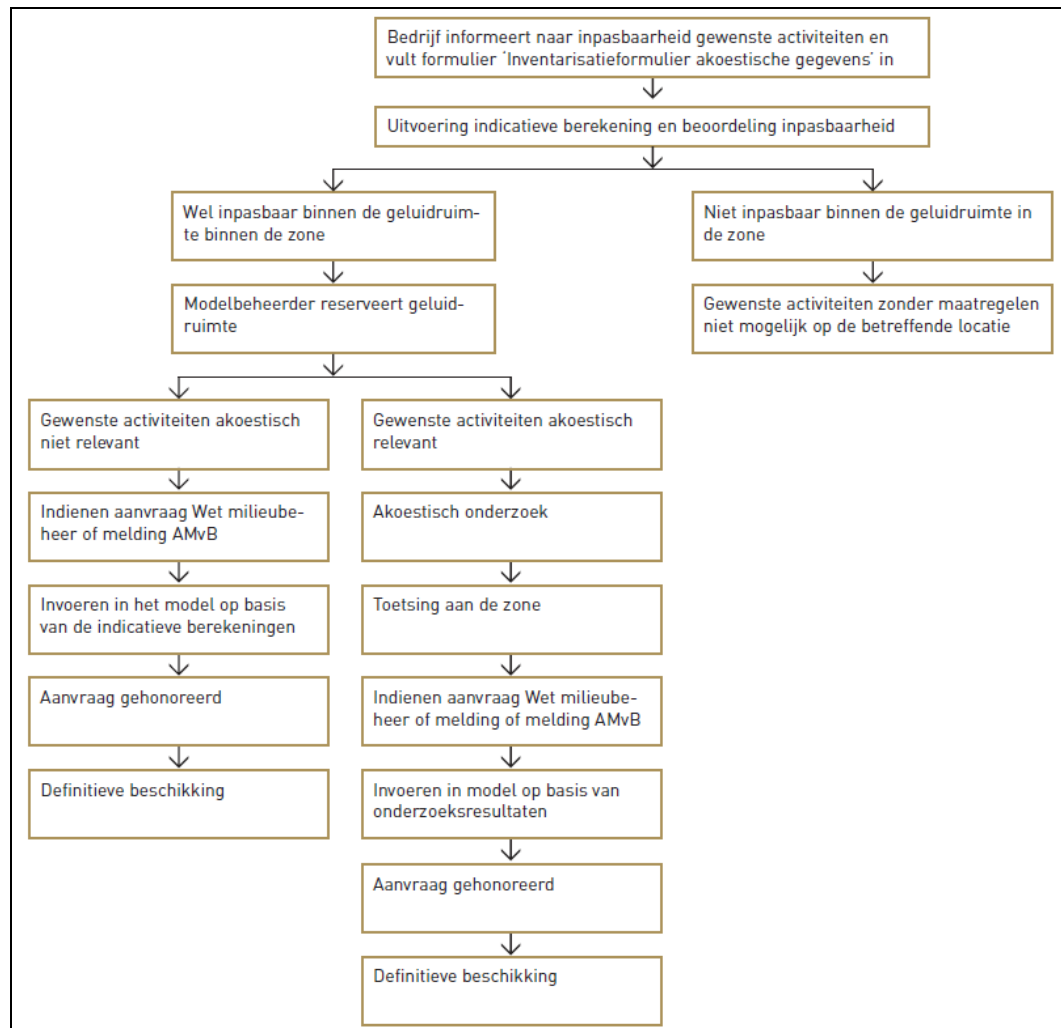 Bedrijf informeert naar inpasbaarheid gewenste activiteiten en
vult formulier ‘Inventarisatieformulier akoestische gegevens’ in
Uitvoering indicatieve berekening en beoordeling inpasbaarheid
Wel inpasbaar binnen de geluidruim-
te binnen de zone
Niet inpasbaar binnen de geluidruimte in
de zone
Modelbeheerder reserveert geluid-
ruimte
Gewenste activiteiten zonder maatregelen
niet mogelijk op de betreffende locatie
Gewenste activiteiten akoestisch
niet relevant
Gewenste activiteiten akoestisch
relevant
Indienen aanvraag Wet milieube-
heer of melding AMvB
Akoestisch onderzoek
Invoeren in het model op basis
van de indicatieve berekeningen
Toetsing aan de zone
Aanvraag gehonoreerd
Indienen aanvraag Wet milieube-
heer of melding of melding AMvB
Definitieve beschikking
Invoeren in model op basis van
onderzoeksresultaten
Aanvraag gehonoreerd
Definitieve beschikking